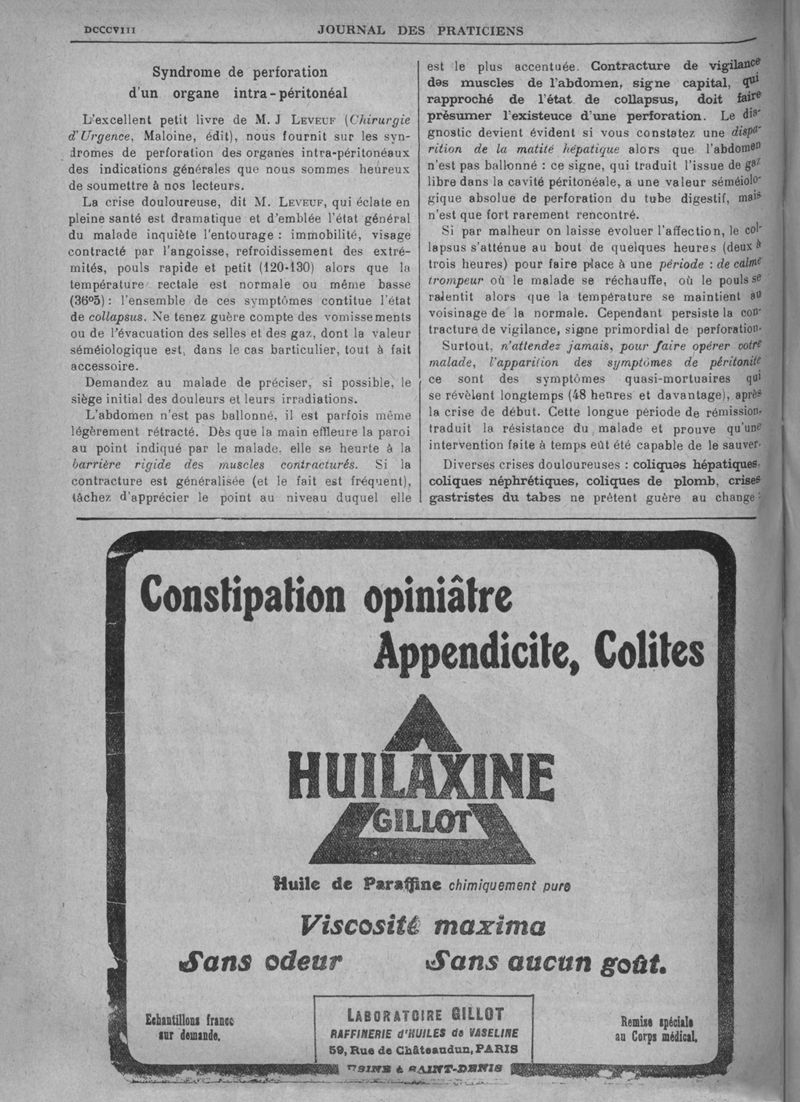 DCCCVIII
JOURNAL DES PRATICIENS
Syndrome de perforation
d'un organe intra-péritonéal
L'excellent petit livre de M. J LEVEUF (Chirurgie
d'Urgence, Maloine, édit), nous fournit sur les syn-
dromes de perforation des organes intra-péritonéaux
des indications générales que nous sommes heureux
de soumettre à nos lecteurs.
La crise douloureuse, dit M. LEVEUF, qui éclate en
pleine santé est dramatique et d'emblée l'état général
du malade inquiète l'entourage : immobilité, visage
contracté par l'angoisse, refroidissement des extré-
mités, pouls rapide et petit (120-130) alors que la
température rectale est normale ou même basse
(36º5) : l'ensemble de ces symptômes contitue l'état
de collapsus. Ne tenez guère compte des vomissements
ou de l'évacuation des selles et des gaz, dont la valeur
séméiologique est, dans le cas barticulier, tout à fait
accessoire.
Demandez au malade de préciser, si possible, le
siège initial des douleurs et leurs irradiations.
L'abdomen n'est pas ballonné, il est parfois même
légèrement rétracté. Dès que la main effleure la paroi
au point indiqué par le malade, elle se heurte à la
barrière rigide des muscles contracturés. Si la
contracture est généralisée (et le fait est fréquent),
tâchez d'apprécier le point au niveau duquel elle
est le plus accentuée. Contracture de vigilance
des muscles de l'abdomen, signe capital, qui
rapproché de l'état de collapsus, doit faire
présumer l'existeuce d'une perforation. Le dia-
gnostic devient évident si vous constatez une dispa-
rition de la matité hépatique alors que l'abdomen
n'est pas ballonné : ce signe, qui traduit l'issue de gaz
libre dans la cavité péritonéale, a une valeur séméiolo-
gique absolue de perforation du tube digestif, mais
n'est que fort rarement rencontré.
Si par malheur on laisse évoluer l'affection, le col-
lapsus s'atténue au bout de quelques heures (deux à
trois heures) pour faire place à une période : de calme
trompeur où le malade se réchauffe, où le pouls se
ralentit alors que la température se maintient au
voisinage de la normale. Cependant persiste la con-
tracture de vigilance, signe primordial de perforation.
Surtout, n'attendez jamais, pour faire opérer votre
malade, l'apparition des symptômes de péritonite
ce sont des symptômes quasi-mortuaires qui
se révèlent longtemps (48 henres et davantage), après
la crise de début. Cette longue période de rémission,
traduit la résistance du malade et prouve qu'une
intervention faite à temps eût été capable de le sauver.
Diverses crises douloureuses : coliques hépatiques,
coliques néphrétiques, coliques de plomb, crises
gastristes du tabes ne prêtent guère au change :
Constipation opiniâtre
Appendicite, Colites
HUILAXINE
GILLOT
Huile de Paraffine chimiquement pure
Viscosité maxima
Sans odeur Sans aucun goût.
Echantillons franco
sur demande.
LABORATOIRE GILLOT
RAFFINERIE d'HUILES de VASELINE
59, Rue de Châteaudun, PARIS
USINE à SAINT-DENIS
Remise spéciale
au Corps médical.